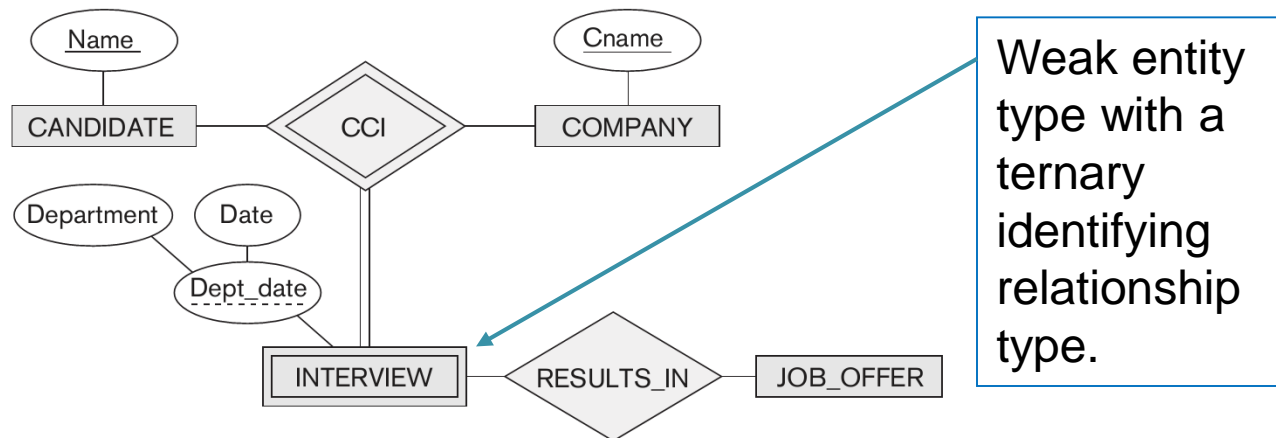 Name
Cname
CANDIDATE
CCI
COMPANY
Department
Date
Dept_date
INTERVIEW
RESULTS_IN
JOB_OFFER
Weak entity
type with a
ternary
identifying
relationship
type.